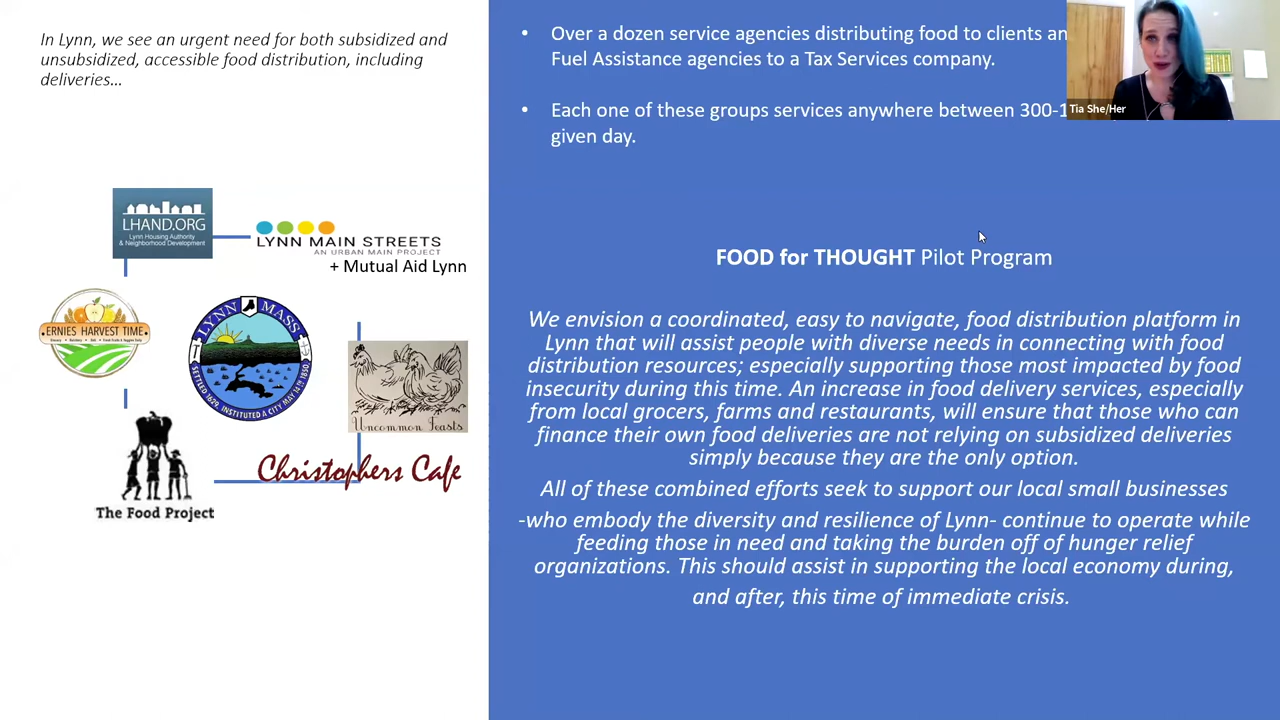 In Lynn, we see an urgent need for both subsidized and
unsubsidized, accessible food distribution, including
deliveries…
LHAND.ORG
Lynn Housing Authority
& Neighborhood Development
LYNN MAIN STREETS
AN URBAN MAIN PROJECT
+ Mutual Aid Lynn
ERNIES HARVEST TIME
LYNN MASS
SETTLED 1629. INSTITUTED A CITY MAY 14TH 1850.
Uncommon Feasts
Christophers Cafe
The Food Project
• Over a dozen service agencies distributing food to clients an
Fuel Assistance agencies to a Tax Services company.
• Each one of these groups services anywhere between 300-1
given day.
Tia She/Her
FOOD for THOUGHT Pilot Program
We envision a coordinated, easy to navigate, food distribution platform in
Lynn that will assist people with diverse needs in connecting with food
distribution resources; especially supporting those most impacted by food
insecurity during this time. An increase in food delivery services, especially
from local grocers, farms and restaurants, will ensure that those who can
finance their own food deliveries are not relying on subsidized deliveries
simply because they are the only option.
All of these combined efforts seek to support our local small businesses
-who embody the diversity and resilience of Lynn- continue to operate while
feeding those in need and taking the burden off of hunger relief
organizations. This should assist in supporting the local economy during,
and after, this time of immediate crisis.